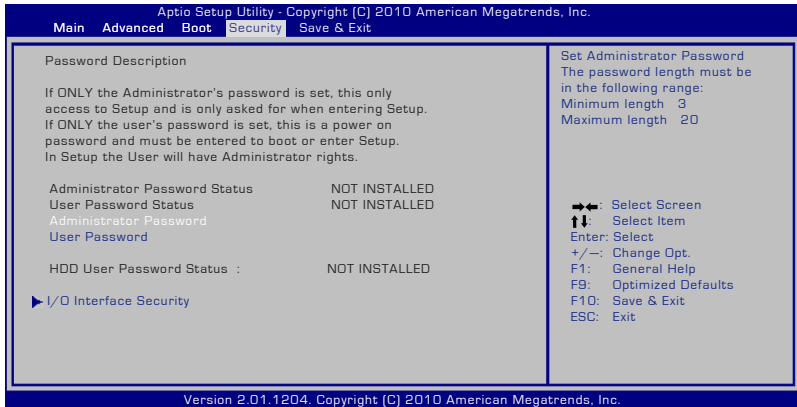 Aptio Setup Utility - Copyright (C) 2010 American Megatrends, Inc.
Main Advanced Boot Security Save & Exit
Password Description
If ONLY the Administrator's password is set, this only
access to Setup and is only asked for when entering Setup.
If ONLY the user's password is set, this is a power on
password and must be entered to boot or enter Setup.
In Setup the User will have Administrator rights.
Administrator Password Status NOT INSTALLED
User Password Status NOT INSTALLED
Administrator Password
User Password
HDD User Password Status : NOT INSTALLED
I/O Interface Security
Set Administrator Password
The password length must be
in the following range:
Minimum length 3
Maximum length 20
→←: Select Screen
↑↓: Select Item
Enter: Select
+/—: Change Opt.
F1: General Help
F9: Optimized Defaults
F10: Save & Exit
ESC: Exit
Version 2.01.1204. Copyright (C) 2010 American Megatrends, Inc.